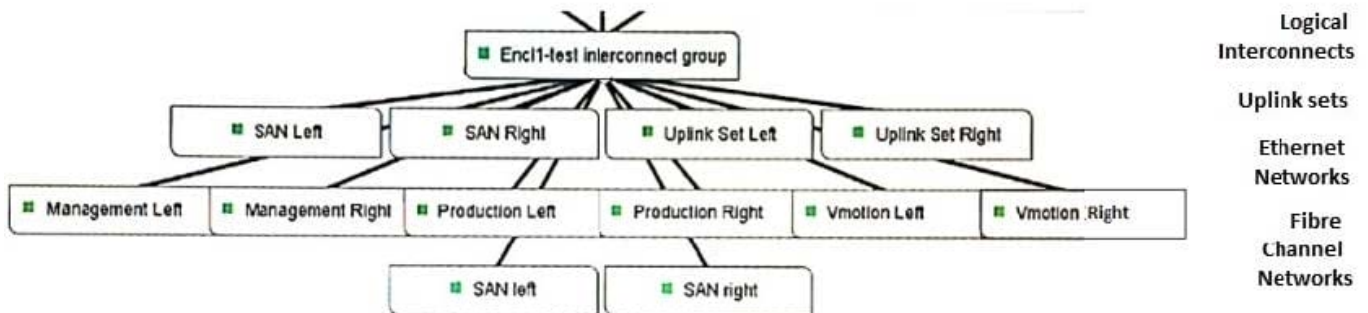 Logical
Interconnects
Encl1-test interconnect group
Uplink sets
SAN Left
SAN Right
Uplink Set Left
Uplink Set Right
Ethernet
Networks
Management Left
Management Right
Production Left
Production Right
Vmotion Left
Vmotion Right
Fibre
Channel
Networks
SAN left
SAN right